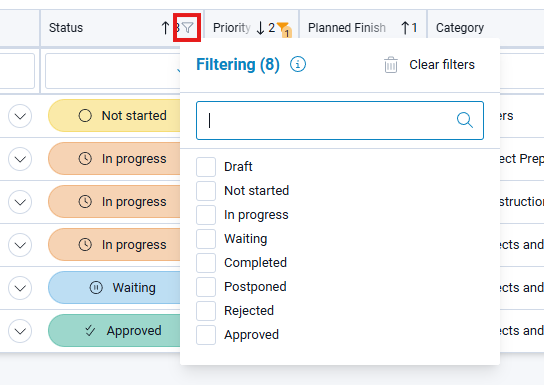 Status ↑3 Priority ↓2 1 Planned Finish ↑1 Category
Filtering (8) Clear filters
Not started
In progress
In progress
In progress
Waiting
Approved
Draft
Not started
In progress
Waiting
Completed
Postponed
Rejected
Approved
ers
ect Prep
struction
ects and
ects and
ects and